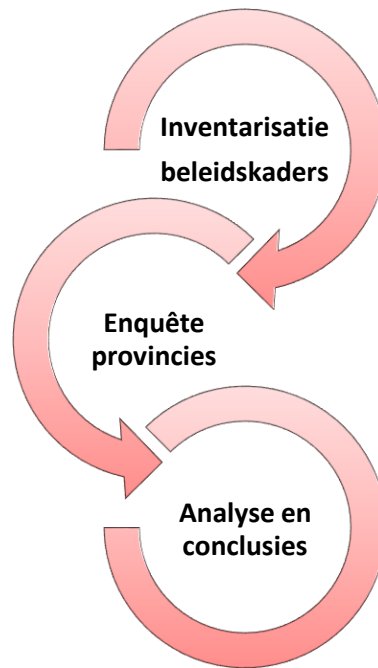 Inventarisatie
beleidskaders
Enquête
provincies
Analyse en
conclusies